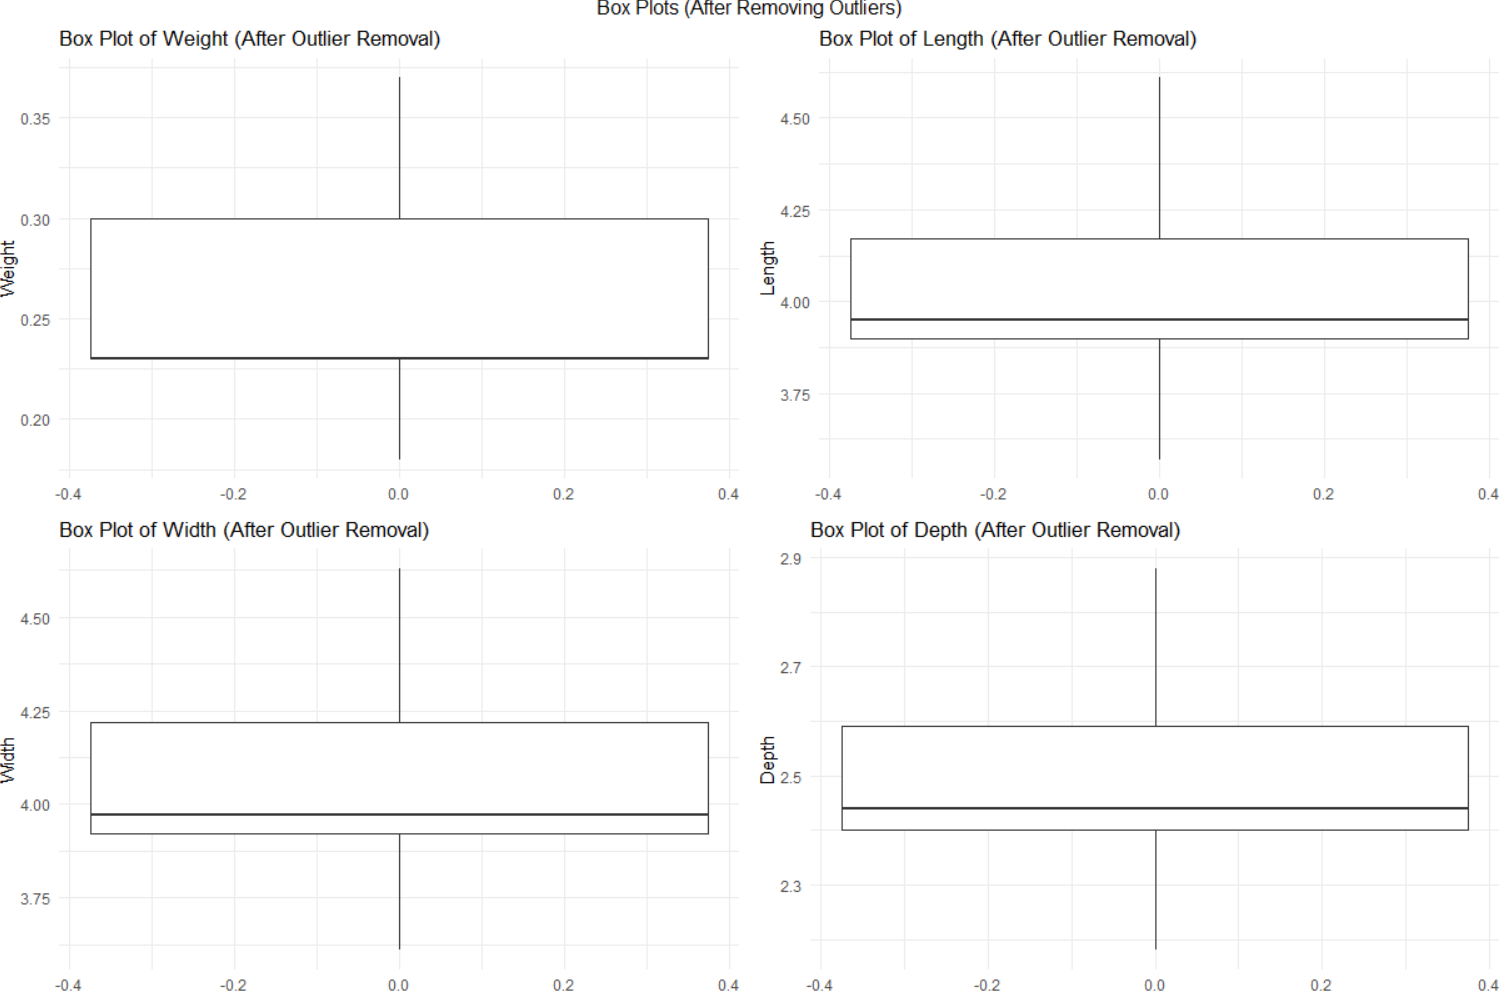 Box Plots (After Removing Outliers)
Box Plot of Weight (After Outlier Removal)
Weight
0.35
0.30
0.25
0.20
-0.4 -0.2 0.0 0.2 0.4
Box Plot of Length (After Outlier Removal)
Length
4.50
4.25
4.00
3.75
-0.4 -0.2 0.0 0.2 0.4
Box Plot of Width (After Outlier Removal)
Width
4.50
4.25
4.00
3.75
-0.4 -0.2 0.0 0.2 0.4
Box Plot of Depth (After Outlier Removal)
Depth
2.9
2.7
2.5
2.3
-0.4 -0.2 0.0 0.2 0.4